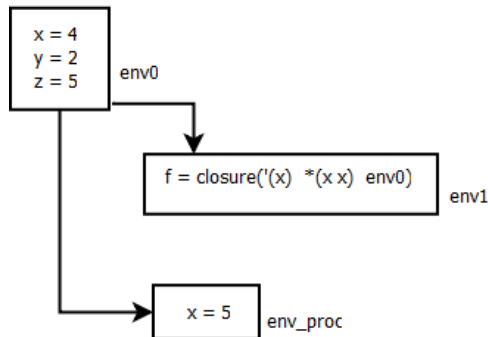 x = 4
y = 2
z = 5
env0
f = closure('(x) *(x x) env0)
env1
x = 5
env_proc